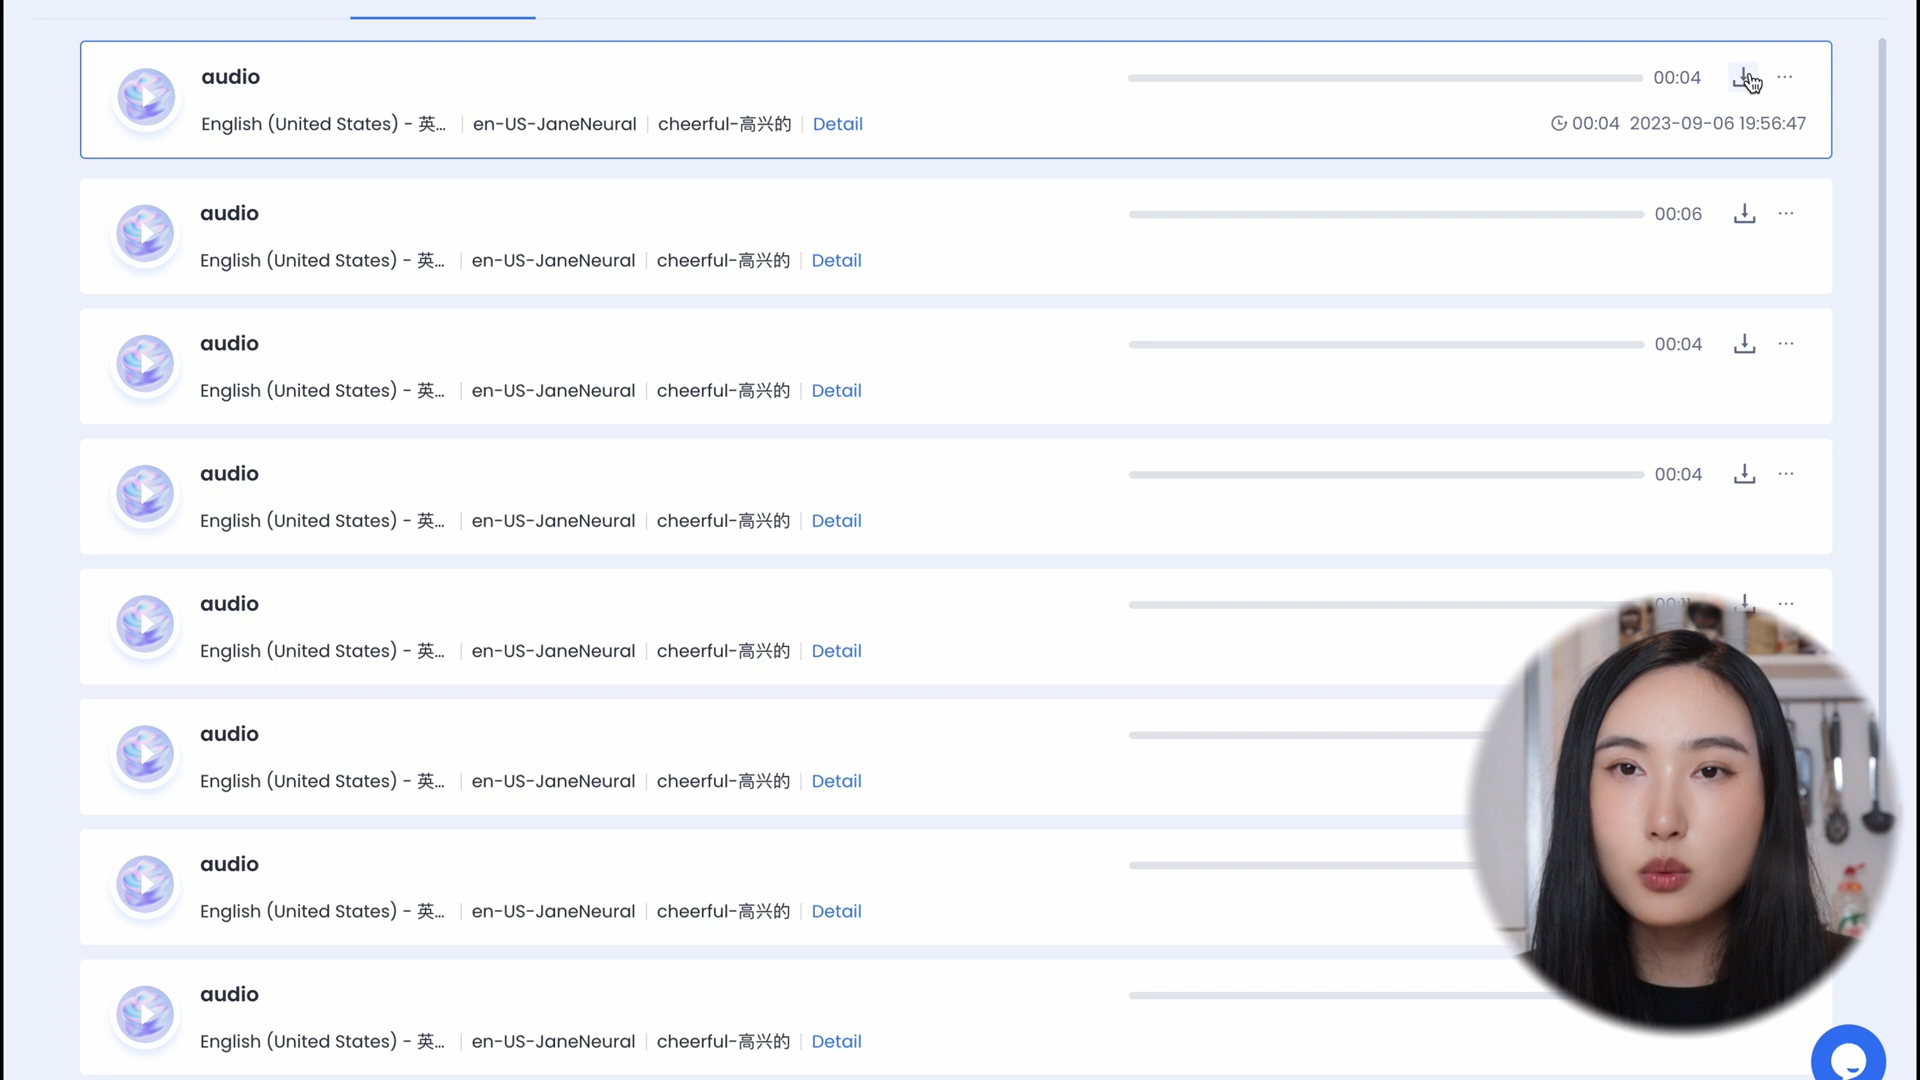 audio 00:04 ...
English (United States) - 英... en-US-JaneNeural cheerful-高兴的 Detail 00:04 2023-09-06 19:56:47
audio 00:06 ...
English (United States) - 英... en-US-JaneNeural cheerful-高兴的 Detail
audio 00:04 ...
English (United States) - 英... en-US-JaneNeural cheerful-高兴的 Detail
audio 00:04 ...
English (United States) - 英... en-US-JaneNeural cheerful-高兴的 Detail
audio ...
English (United States) - 英... en-US-JaneNeural cheerful-高兴的 Detail
audio
English (United States) - 英... en-US-JaneNeural cheerful-高兴的 Detail
audio
English (United States) - 英... en-US-JaneNeural cheerful-高兴的 Detail
audio
English (United States) - 英... en-US-JaneNeural cheerful-高兴的 Detail